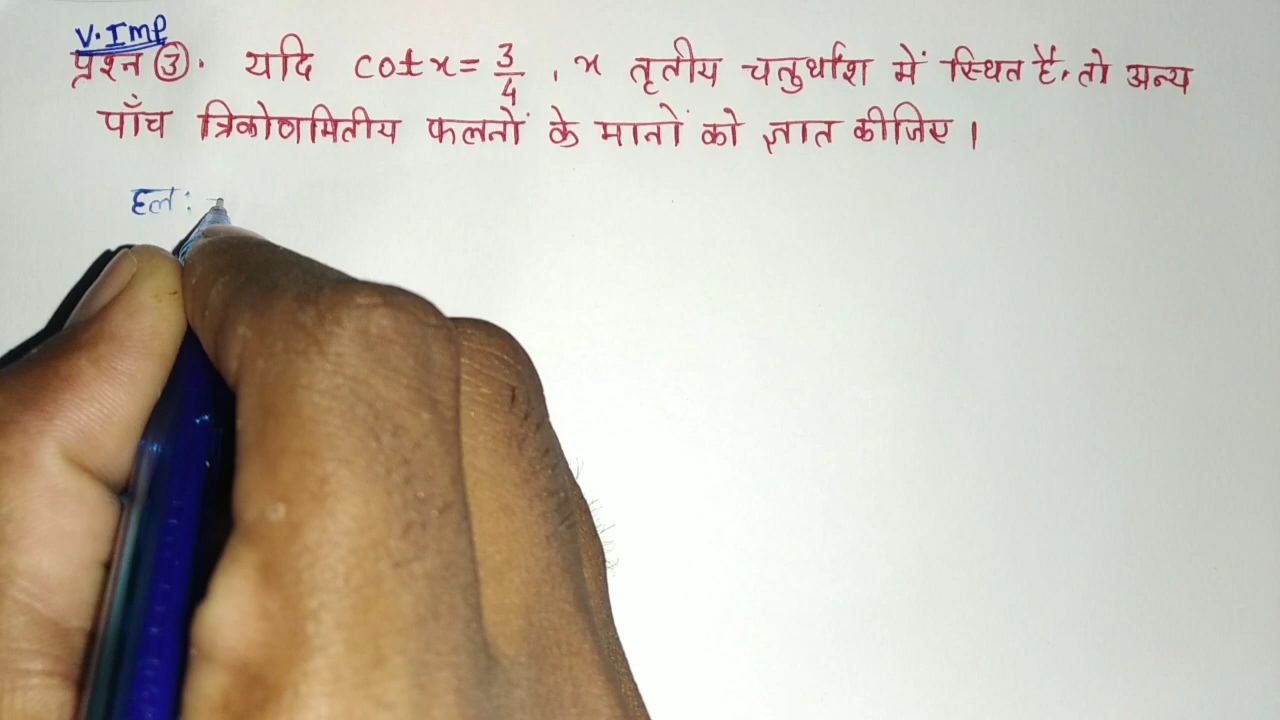 V. Imp
प्रश्न ③. यदि cot x = 3/4, x तृतीय चतुर्थांश में स्थित है, तो अन्य
पाँच त्रिकोणमितीय फलनों के मानों को ज्ञात कीजिए।
हल: -